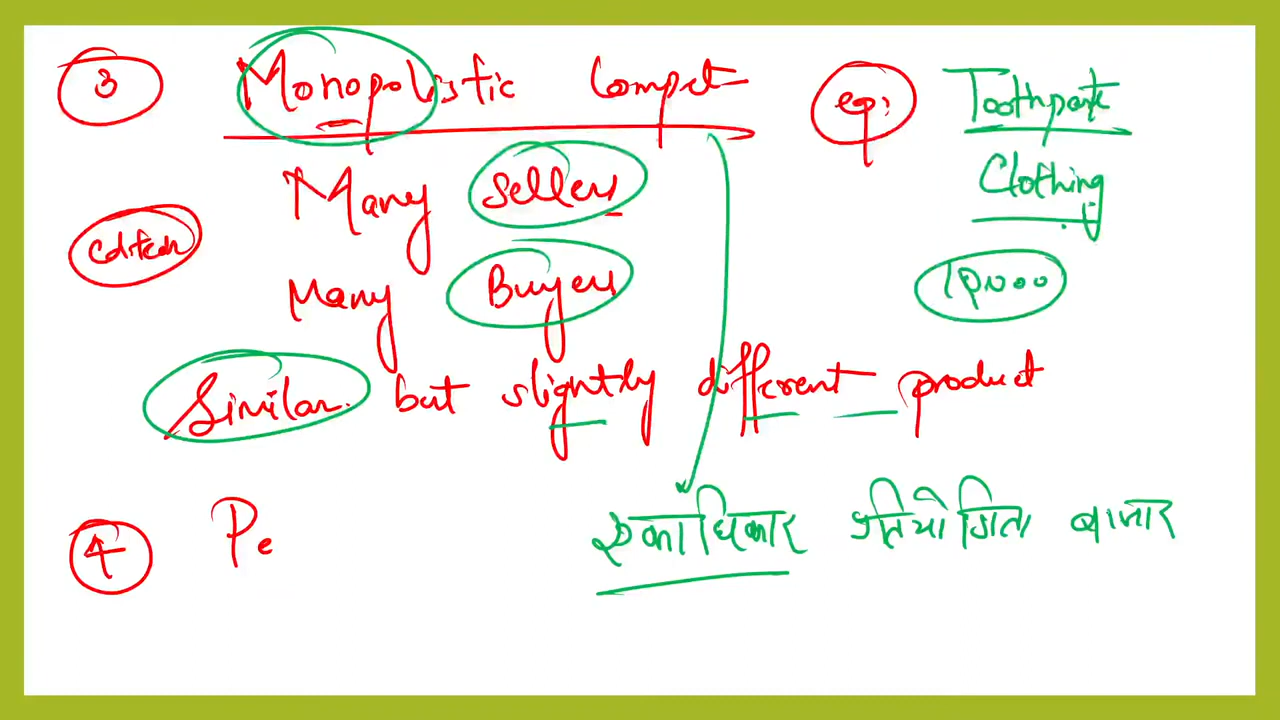 3 Monopolistic Compet eg: Toothpaste
Many Sellers Clothing
Many Buyers
Similar but slightly different product
4 Pe एकाधिकार प्रतियोगिता बाजार